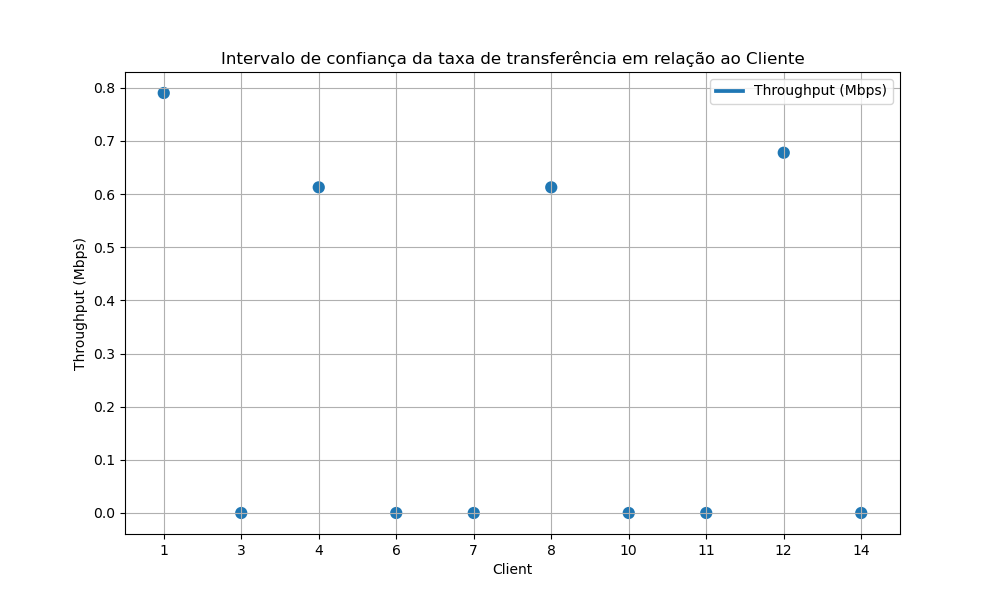 Intervalo de confiança da taxa de transferência em relação ao Cliente
Throughput (Mbps)
Throughput (Mbps)
0.8
0.7
0.6
0.5
0.4
0.3
0.2
0.1
0.0
1 3 4 6 7 8 10 11 12 14
Client